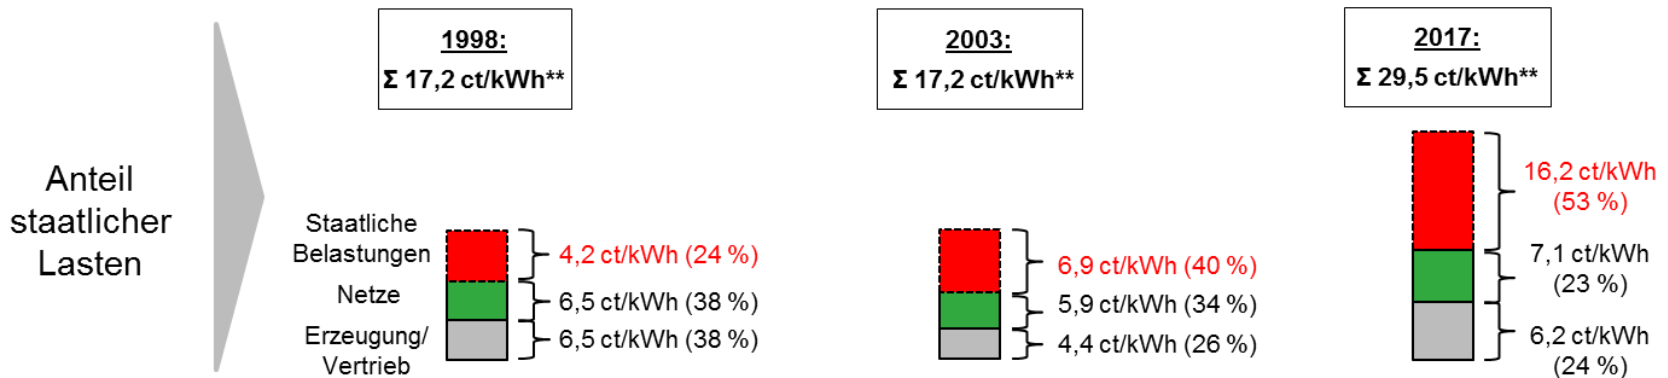 1998:
Σ 17,2 ct/kWh**
2003:
Σ 17,2 ct/kWh**
2017:
Σ 29,5 ct/kWh**
Anteil
staatlicher
Lasten
Staatliche
Belastungen
Netze
Erzeugung/
Vertrieb
4,2 ct/kWh (24 %)
6,5 ct/kWh (38 %)
6,5 ct/kWh (38 %)
6,9 ct/kWh (40 %)
5,9 ct/kWh (34 %)
4,4 ct/kWh (26 %)
16,2 ct/kWh
(53 %)
7,1 ct/kWh
(23 %)
6,2 ct/kWh
(24 %)